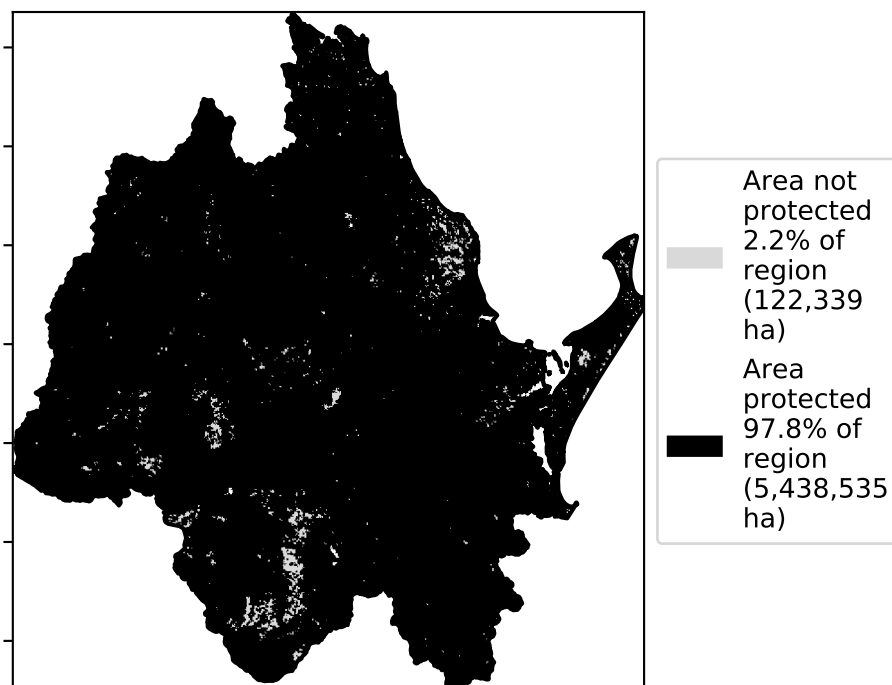 Area not
protected
2.2% of
region
(122,339
ha)
Area
protected
97.8% of
region
(5,438,535
ha)